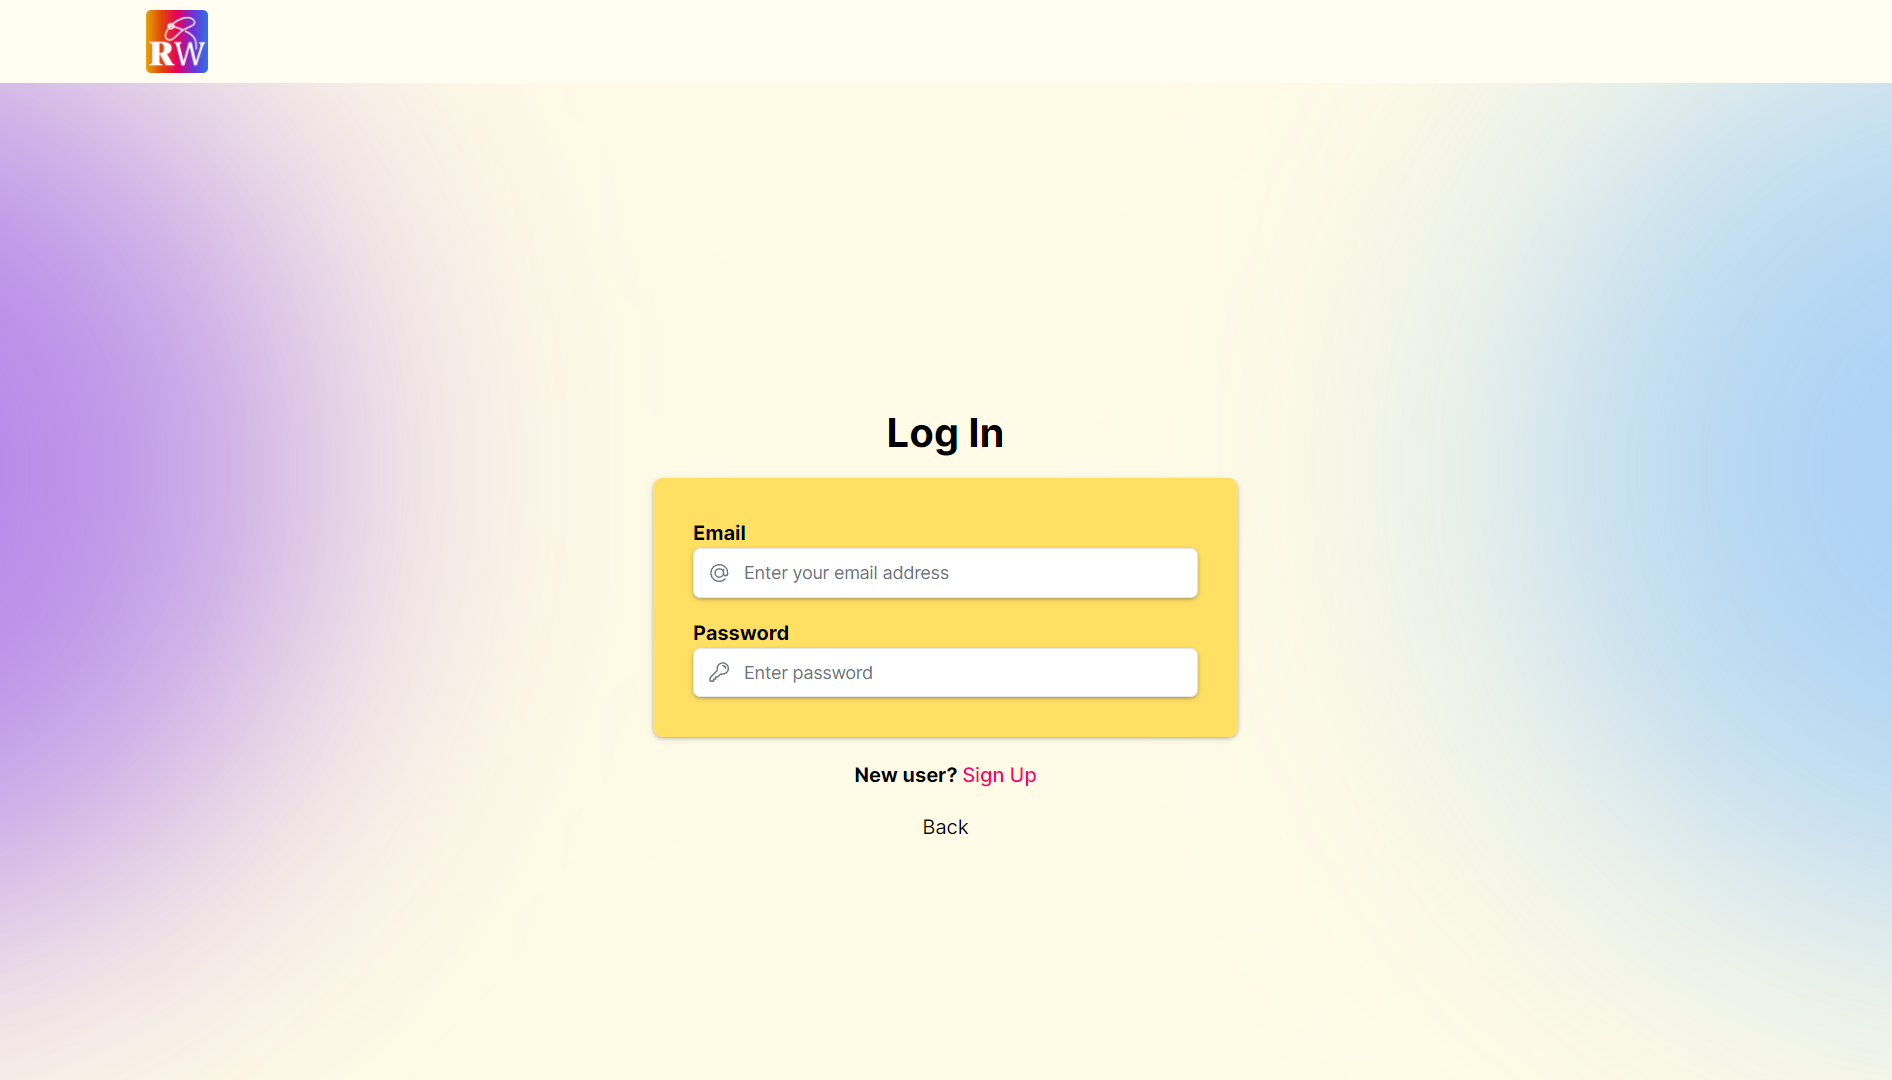 RW
Log In
Email
Enter your email address
Password
Enter password
New user? Sign Up
Back